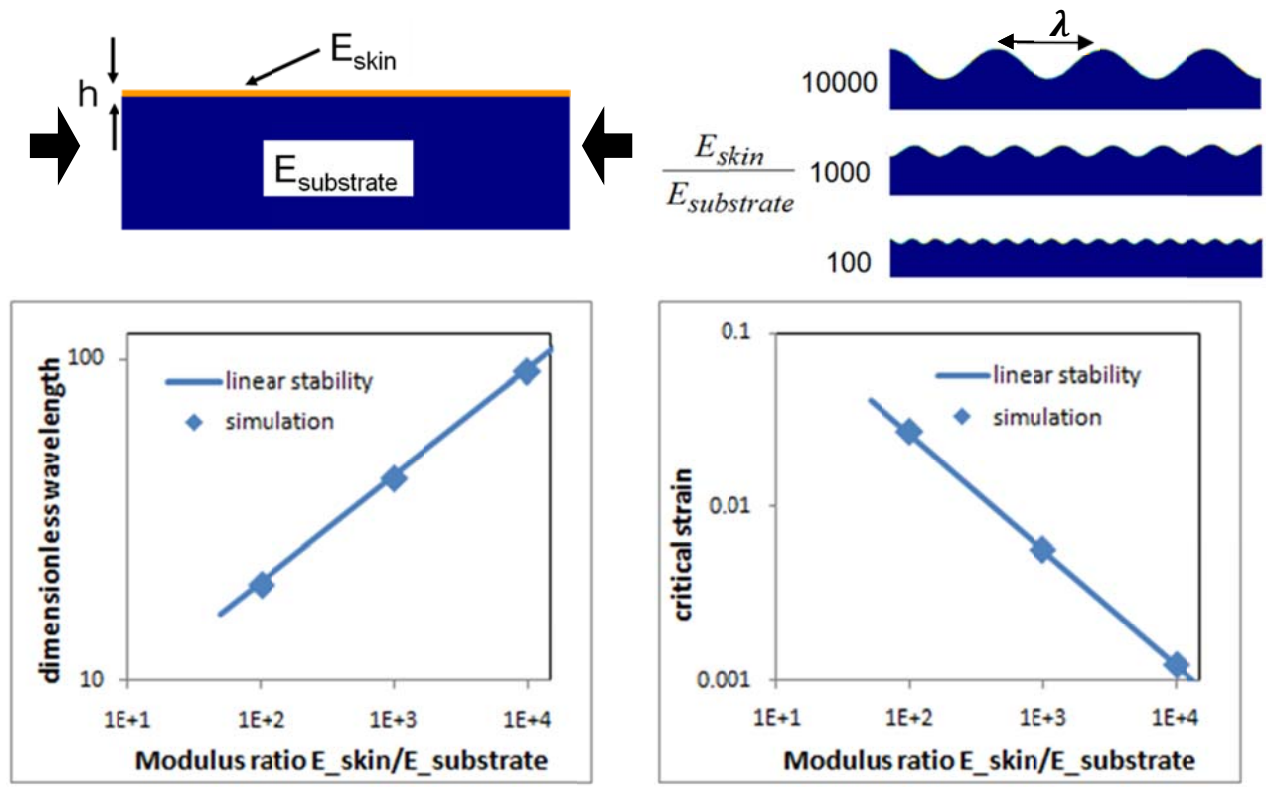 h
E_skin
E_substrate
λ
10000
E_skin
E_substrate
1000
100
dimensionless wavelength
100
10
linear stability
simulation
1E+1 1E+2 1E+3 1E+4
Modulus ratio E_skin/E_substrate
critical strain
0.1
0.01
0.001
linear stability
simulation
1E+1 1E+2 1E+3 1E+4
Modulus ratio E_skin/E_substrate